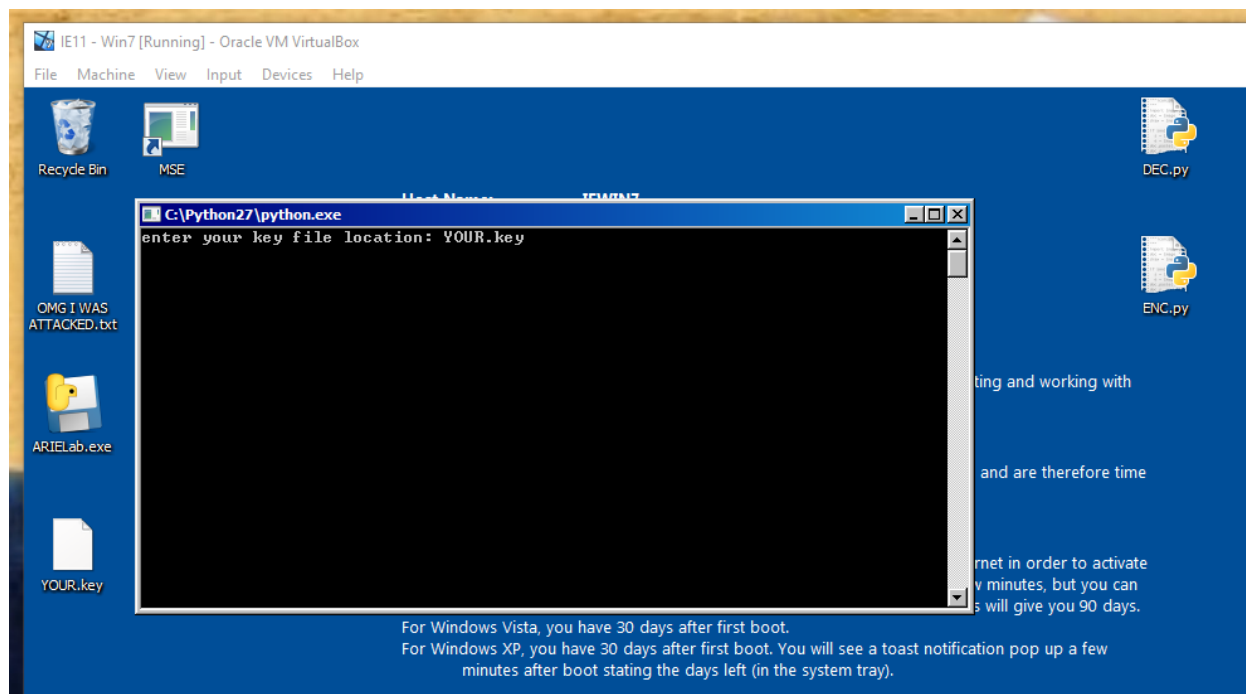 IE11 - Win7 [Running] - Oracle VM VirtualBox
File Machine View Input Devices Help
Recycle Bin
MSE
DEC.py
Host Name: IEWIN7
C:\Python27\python.exe
enter your key file location: YOUR.key
OMG I WAS
ATTACKED.txt
ENC.py
ting and working with
ARIELab.exe
and are therefore time
YOUR.key
rnet in order to activate
minutes, but you can
will give you 90 days.
For Windows Vista, you have 30 days after first boot.
For Windows XP, you have 30 days after first boot. You will see a toast notification pop up a few
minutes after boot stating the days left (in the system tray).